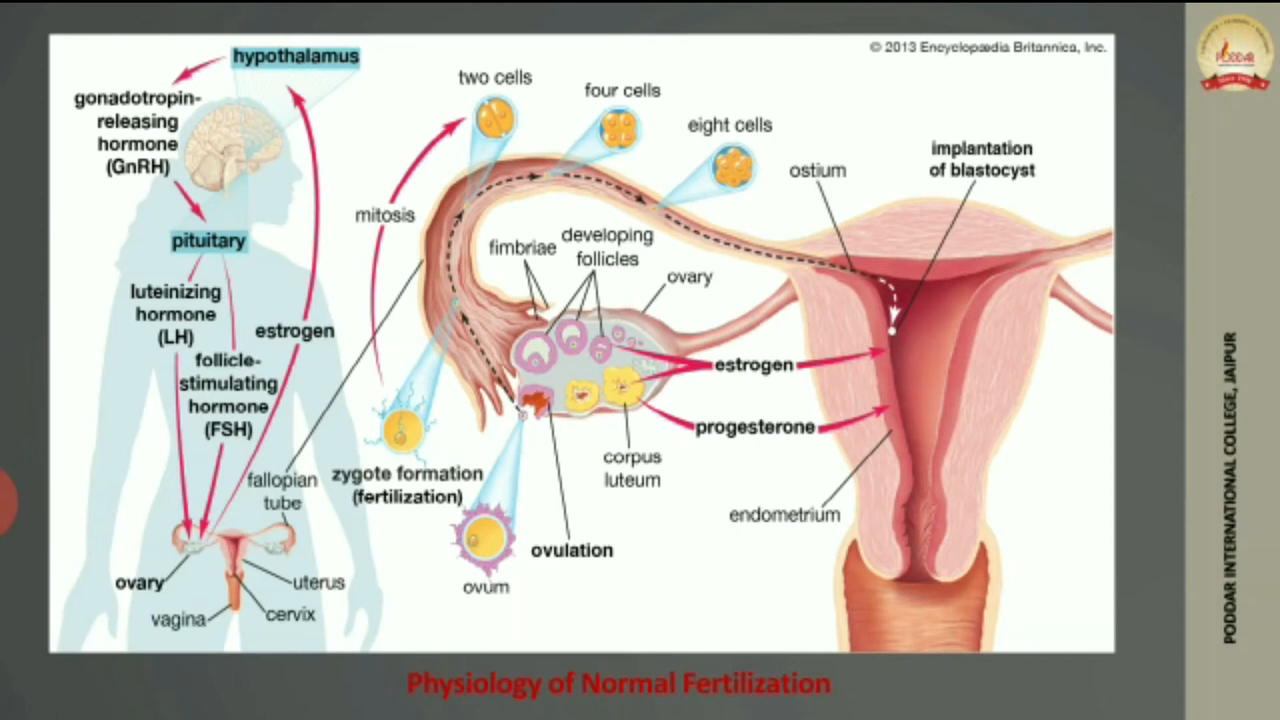 © 2013 Encyclopædia Britannica, Inc.
hypothalamus
gonadotropin-
releasing
hormone
(GnRH)
pituitary
luteinizing
hormone
(LH)
estrogen
follicle-
stimulating
hormone
(FSH)
ovary
vagina
uterus
cervix
fallopian
tube
mitosis
two cells
four cells
eight cells
ostium
implantation
of blastocyst
fimbriae
developing
follicles
ovary
estrogen
progesterone
zygote formation
(fertilization)
corpus
luteum
endometrium
ovulation
ovum
Physiology of Normal Fertilization
PODDAR
PODDAR INTERNATIONAL COLLEGE, JAIPUR